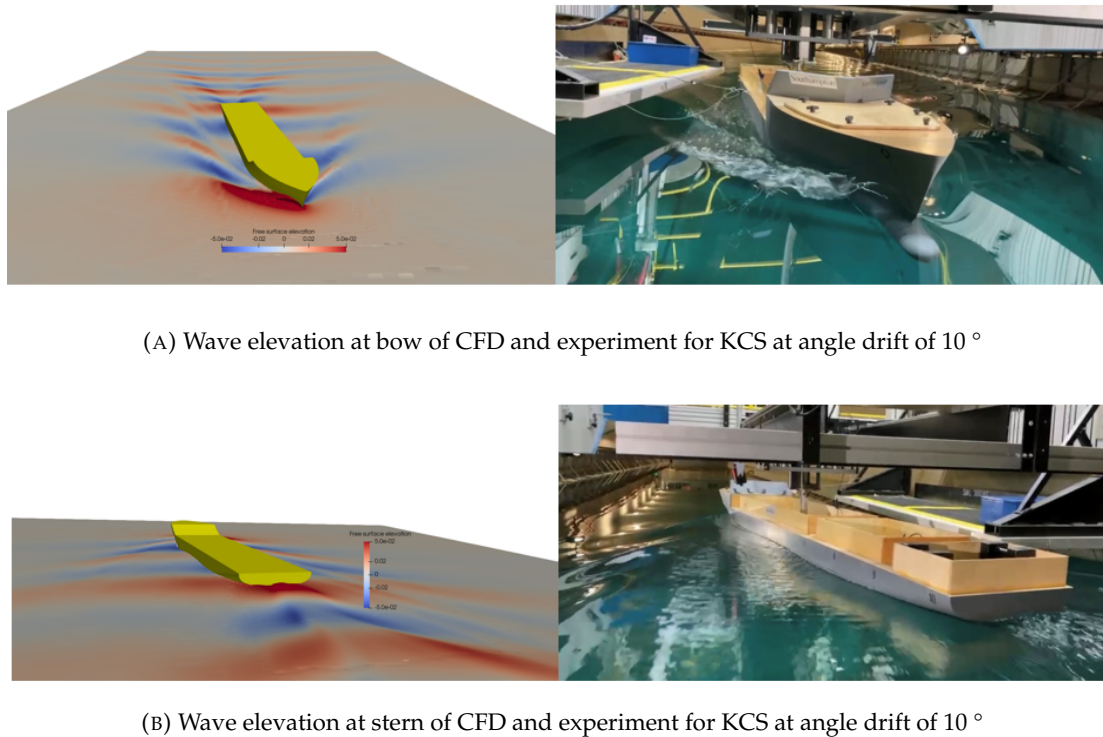 Free surface elevation
-5.0e-02 -0.02 0 0.02 5.0e-02
Southampton
(A) Wave elevation at bow of CFD and experiment for KCS at angle drift of 10 °
Free surface elevation
5.0e-02
0.02
0
-0.02
-5.0e-02
10
(B) Wave elevation at stern of CFD and experiment for KCS at angle drift of 10 °